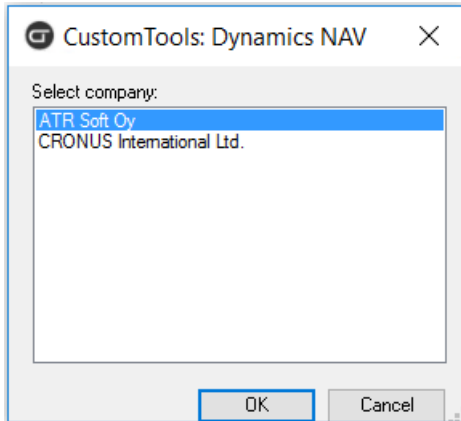 CustomTools: Dynamics NAV
Select company:
ATR Soft Oy
CRONUS International Ltd.
OK
Cancel